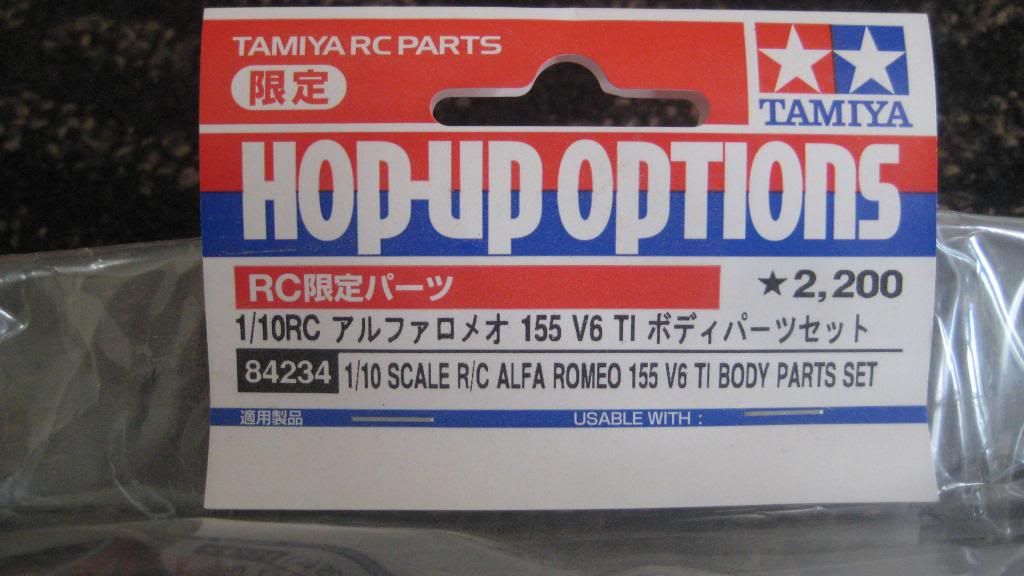 TAMIYA RC PARTS
限定
TAMIYA
HOP-UP OPTIONS
RC限定パーツ
★2,200
1/10RC アルファロメオ 155 V6 TI ボディパーツセット
84234 1/10 SCALE R/C ALFA ROMEO 155 V6 TI BODY PARTS SET
適用製品 USABLE WITH :